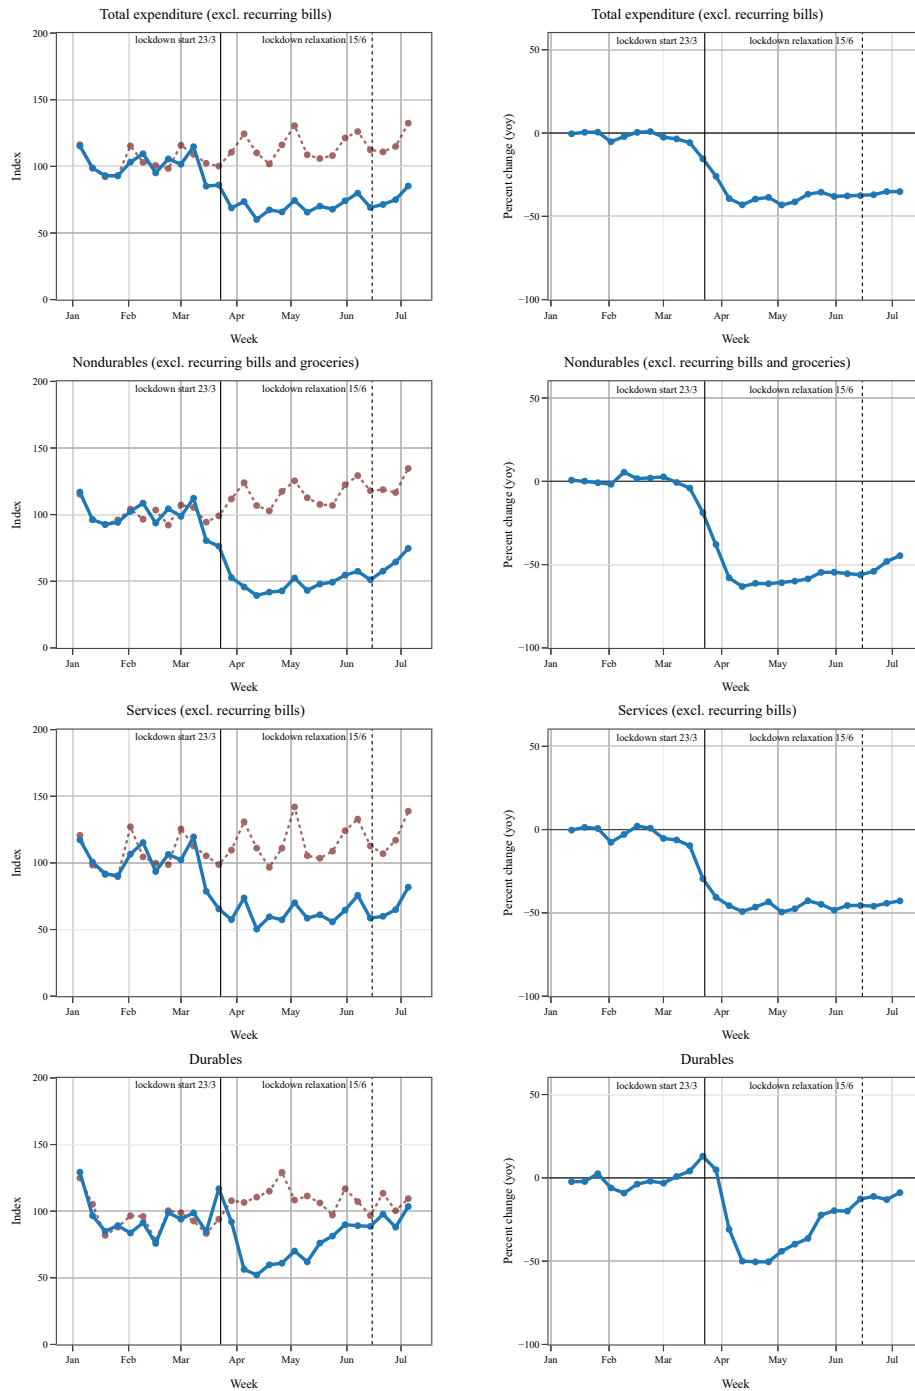 Total expenditure (excl. recurring bills)
200
150
100
50
0
Index
lockdown start 23/3
lockdown relaxation 15/6
Jan Feb Mar Apr May Jun Jul
Week
Total expenditure (excl. recurring bills)
50
0
−50
−100
Percent change (yoy)
lockdown start 23/3
lockdown relaxation 15/6
Jan Feb Mar Apr May Jun Jul
Week
Nondurables (excl. recurring bills and groceries)
200
150
100
50
0
Index
lockdown start 23/3
lockdown relaxation 15/6
Jan Feb Mar Apr May Jun Jul
Week
Nondurables (excl. recurring bills and groceries)
50
0
−50
−100
Percent change (yoy)
lockdown start 23/3
lockdown relaxation 15/6
Jan Feb Mar Apr May Jun Jul
Week
Services (excl. recurring bills)
200
150
100
50
0
Index
lockdown start 23/3
lockdown relaxation 15/6
Jan Feb Mar Apr May Jun Jul
Week
Services (excl. recurring bills)
50
0
−50
−100
Percent change (yoy)
lockdown start 23/3
lockdown relaxation 15/6
Jan Feb Mar Apr May Jun Jul
Week
Durables
200
150
100
50
0
Index
lockdown start 23/3
lockdown relaxation 15/6
Jan Feb Mar Apr May Jun Jul
Week
Durables
50
0
−50
−100
Percent change (yoy)
lockdown start 23/3
lockdown relaxation 15/6
Jan Feb Mar Apr May Jun Jul
Week